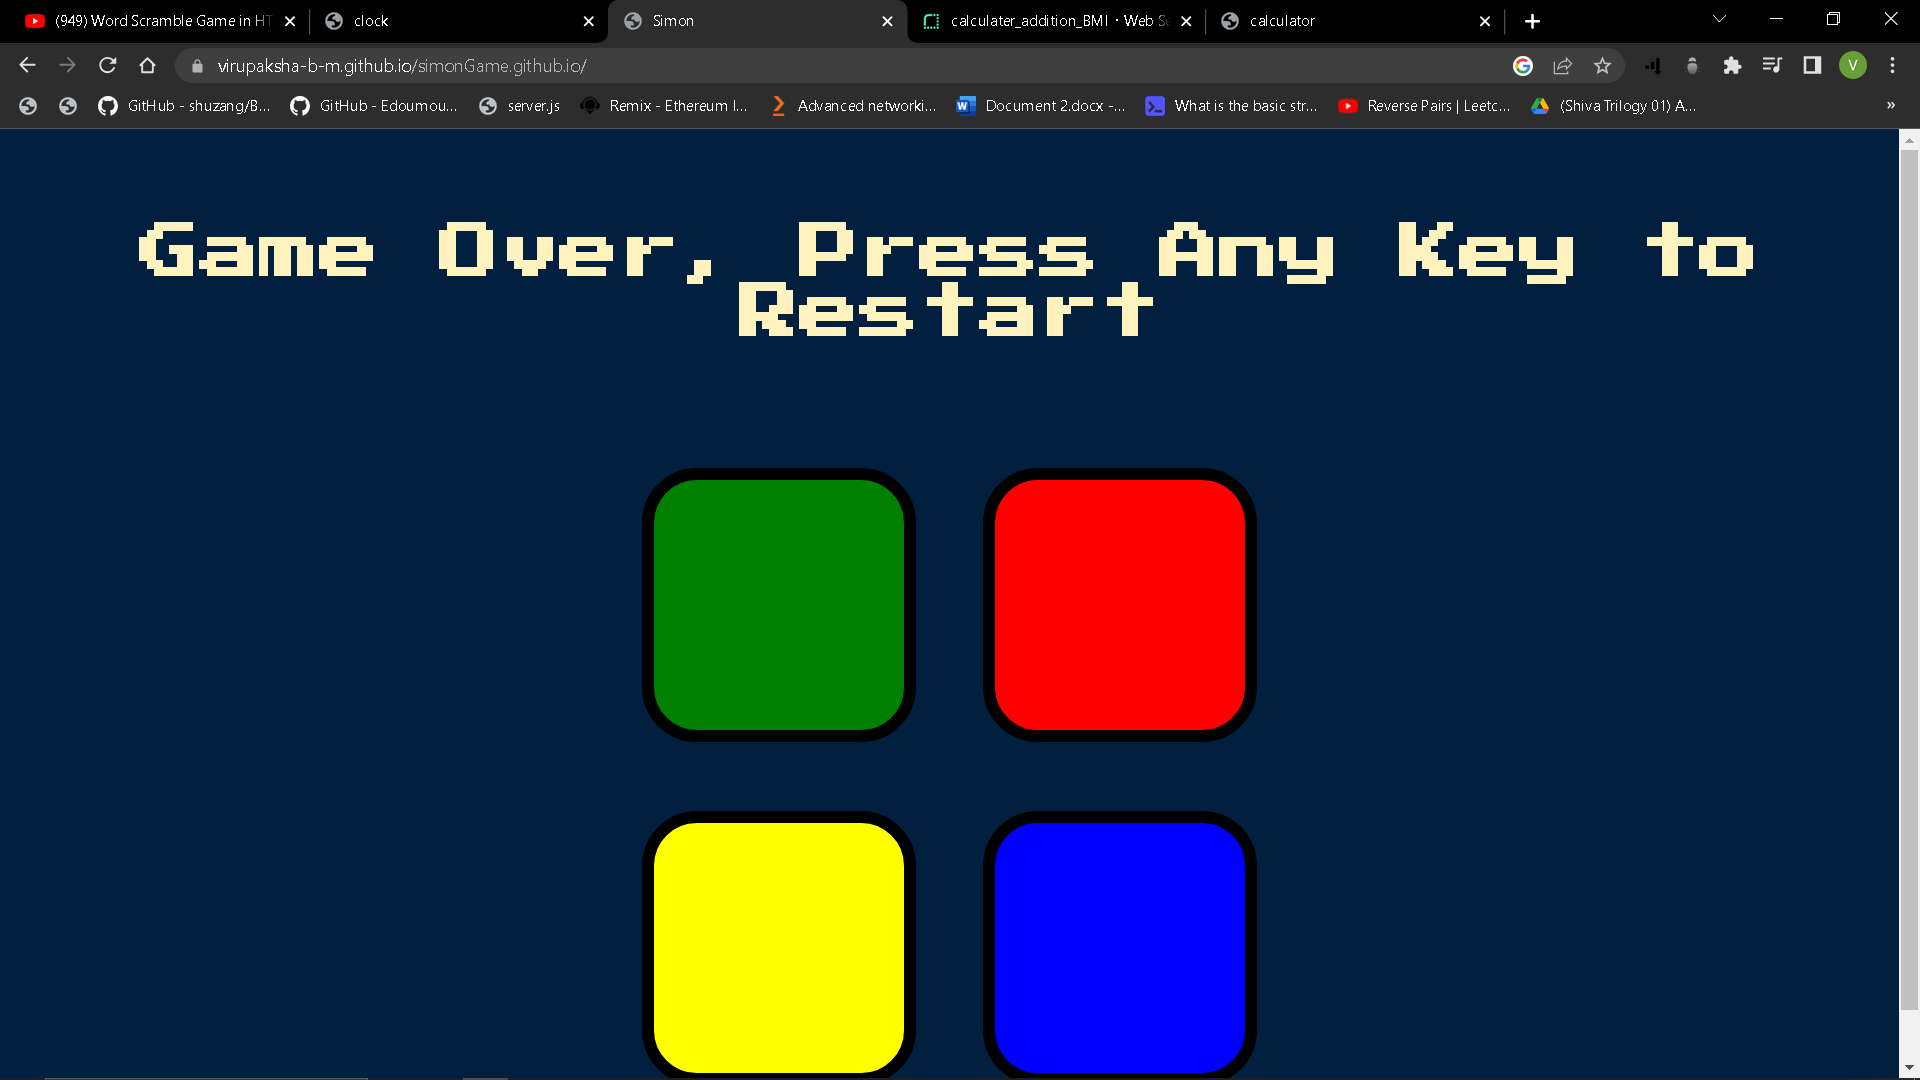 (949) Word Scramble Game in HT
clock
Simon
calculater_addition_BMI · Web Se
calculator
virupaksha-b-m.github.io/simonGame.github.io/
V
GitHub - shuzang/B...
GitHub - Edoumou...
server.js
Remix - Ethereum I...
Advanced networki...
Document 2.docx -...
What is the basic str...
Reverse Pairs | Leetc...
(Shiva Trilogy 01) A...
»
Game Over, Press Any Key to
Restart